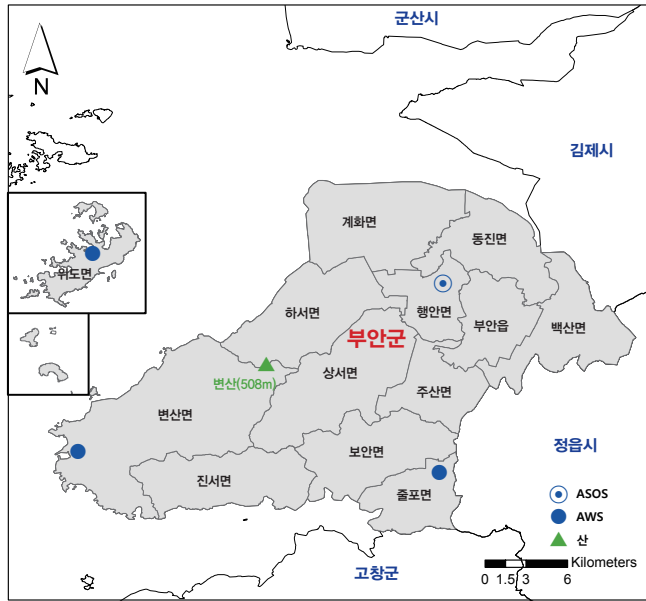 군산시
N
김제시
계화면
동진면
위도면
하서면
행안면
부안읍
백산면
부안군
상서면
변산(508m)
주산면
변산면
보안면
정읍시
진서면
줄포면
ASOS
AWS
산
Kilometers
0 1.5 3 6
고창군